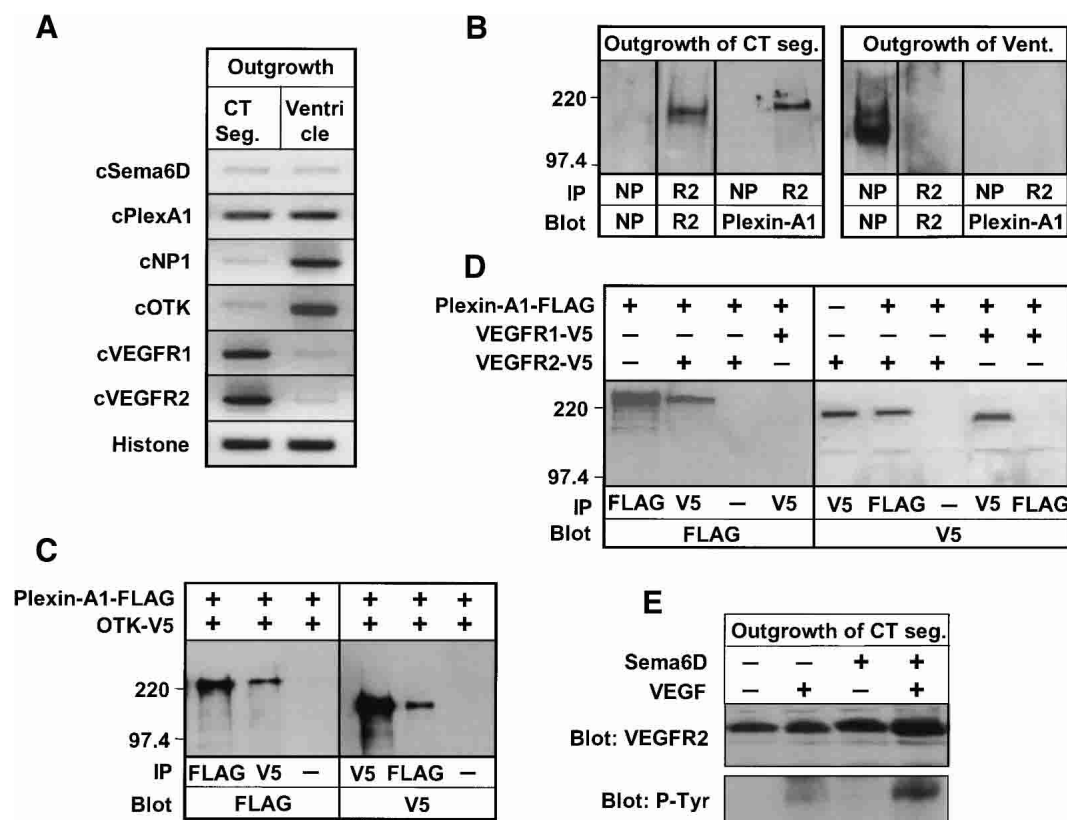 A
Outgrowth
CT Seg. Ventri cle
cSema6D
cPlexA1
cNP1
cOTK
cVEGFR1
cVEGFR2
Histone
B
Outgrowth of CT seg. Outgrowth of Vent.
220
97.4
IP NP R2 NP R2 NP R2 NP R2
Blot NP R2 Plexin-A1 NP R2 Plexin-A1
D
Plexin-A1-FLAG + + + + – + + + +
VEGFR1-V5 – – – + – – – + +
VEGFR2-V5 – + + – + + + – –
220
97.4
IP FLAG V5 – V5 V5 FLAG – V5 FLAG
Blot FLAG V5
C
Plexin-A1-FLAG + + + + + +
OTK-V5 + + + + + +
220
97.4
IP FLAG V5 – V5 FLAG –
Blot FLAG V5
E
Outgrowth of CT seg.
Sema6D – – + +
VEGF – + – +
Blot: VEGFR2
Blot: P-Tyr